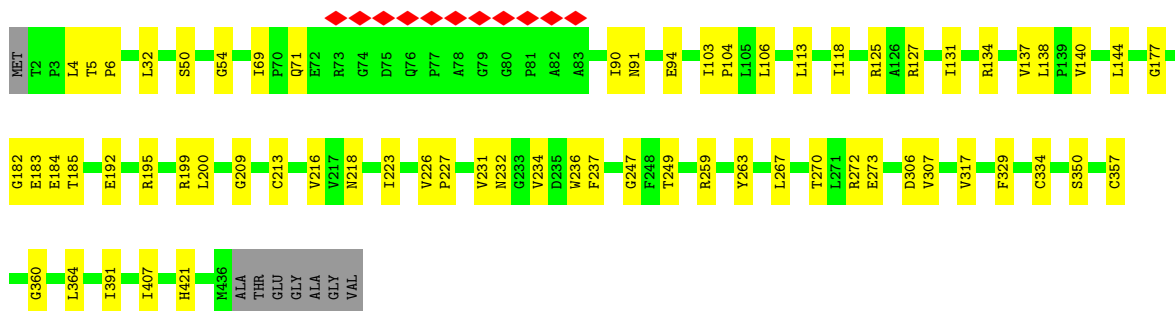 MET T2 P3 L4 T5 P6 L32 S50 G54 I69 P70 Q71 E72 R73 G74 D75 Q76 P77 A78 G79 G80 P81 A82 A83 I90 N91 E94 I103 P104 L105 L106 L113 I118 R125 A126 R127 I131 R134 V137 L138 P139 V140 L144 G177
G182 E183 E184 T185 E192 R195 R199 L200 G209 C213 V216 V217 N218 I223 V226 P227 V231 N232 G233 V234 D235 W236 F237 G247 F248 T249 R259 Y263 L267 T270 L271 R272 E273 D306 V307 V317 F329 C334 S350 C357
G360 L364 I391 I407 H421 M436 ALA THR GLU GLY ALA GLY VAL